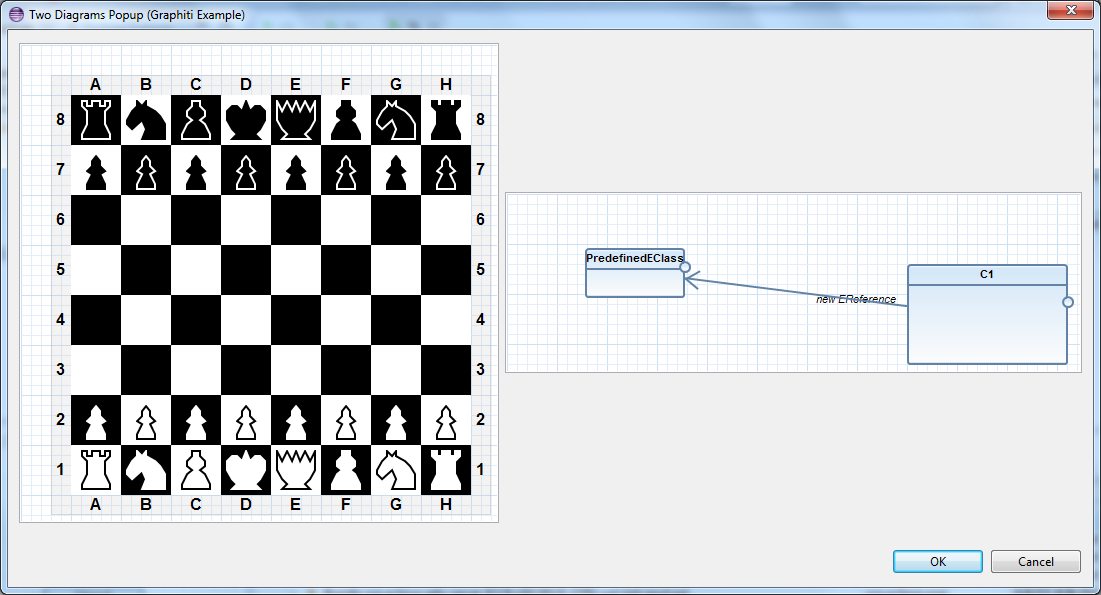 Two Diagrams Popup (Graphiti Example)
A B C D E F G H
8 8
7 7
6 6
5 5
4 4
3 3
2 2
1 1
A B C D E F G H
PredefinedEClass
C1
new EReference
OK Cancel